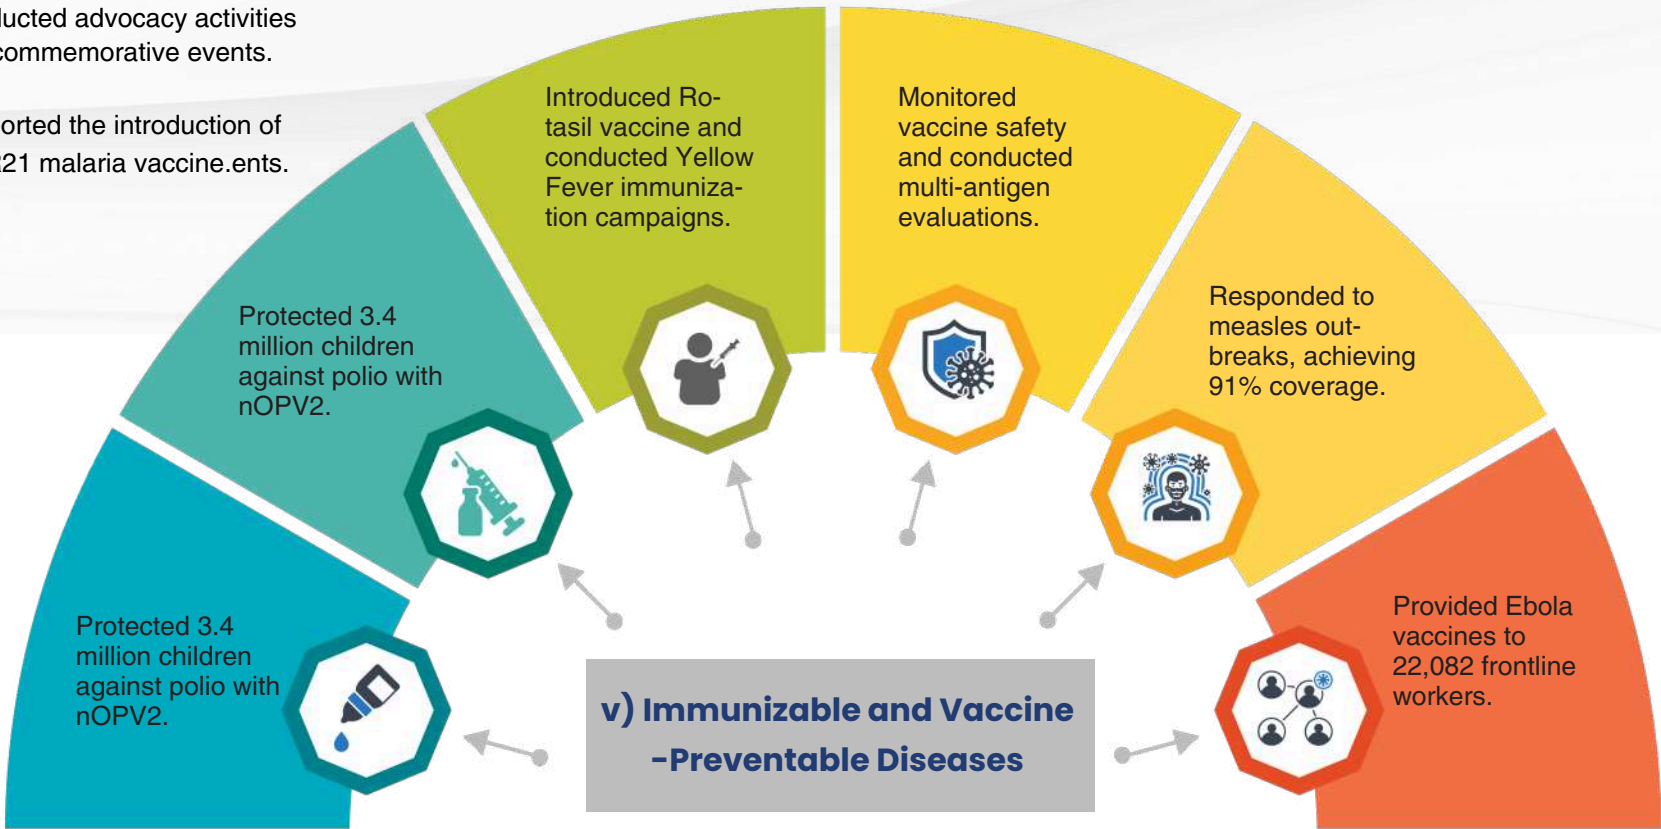 ducted advocacy activities
commemorative events.
orted the introduction of
21 malaria vaccine.ents.
Introduced Ro-
tasil vaccine and
conducted Yellow
Fever immuniza-
tion campaigns.
Monitored
vaccine safety
and conducted
multi-antigen
evaluations.
Protected 3.4
million children
against polio with
nOPV2.
Responded to
measles out-
breaks, achieving
91% coverage.
Protected 3.4
million children
against polio with
nOPV2.
Provided Ebola
vaccines to
22,082 frontline
workers.
v) Immunizable and Vaccine
-Preventable Diseases